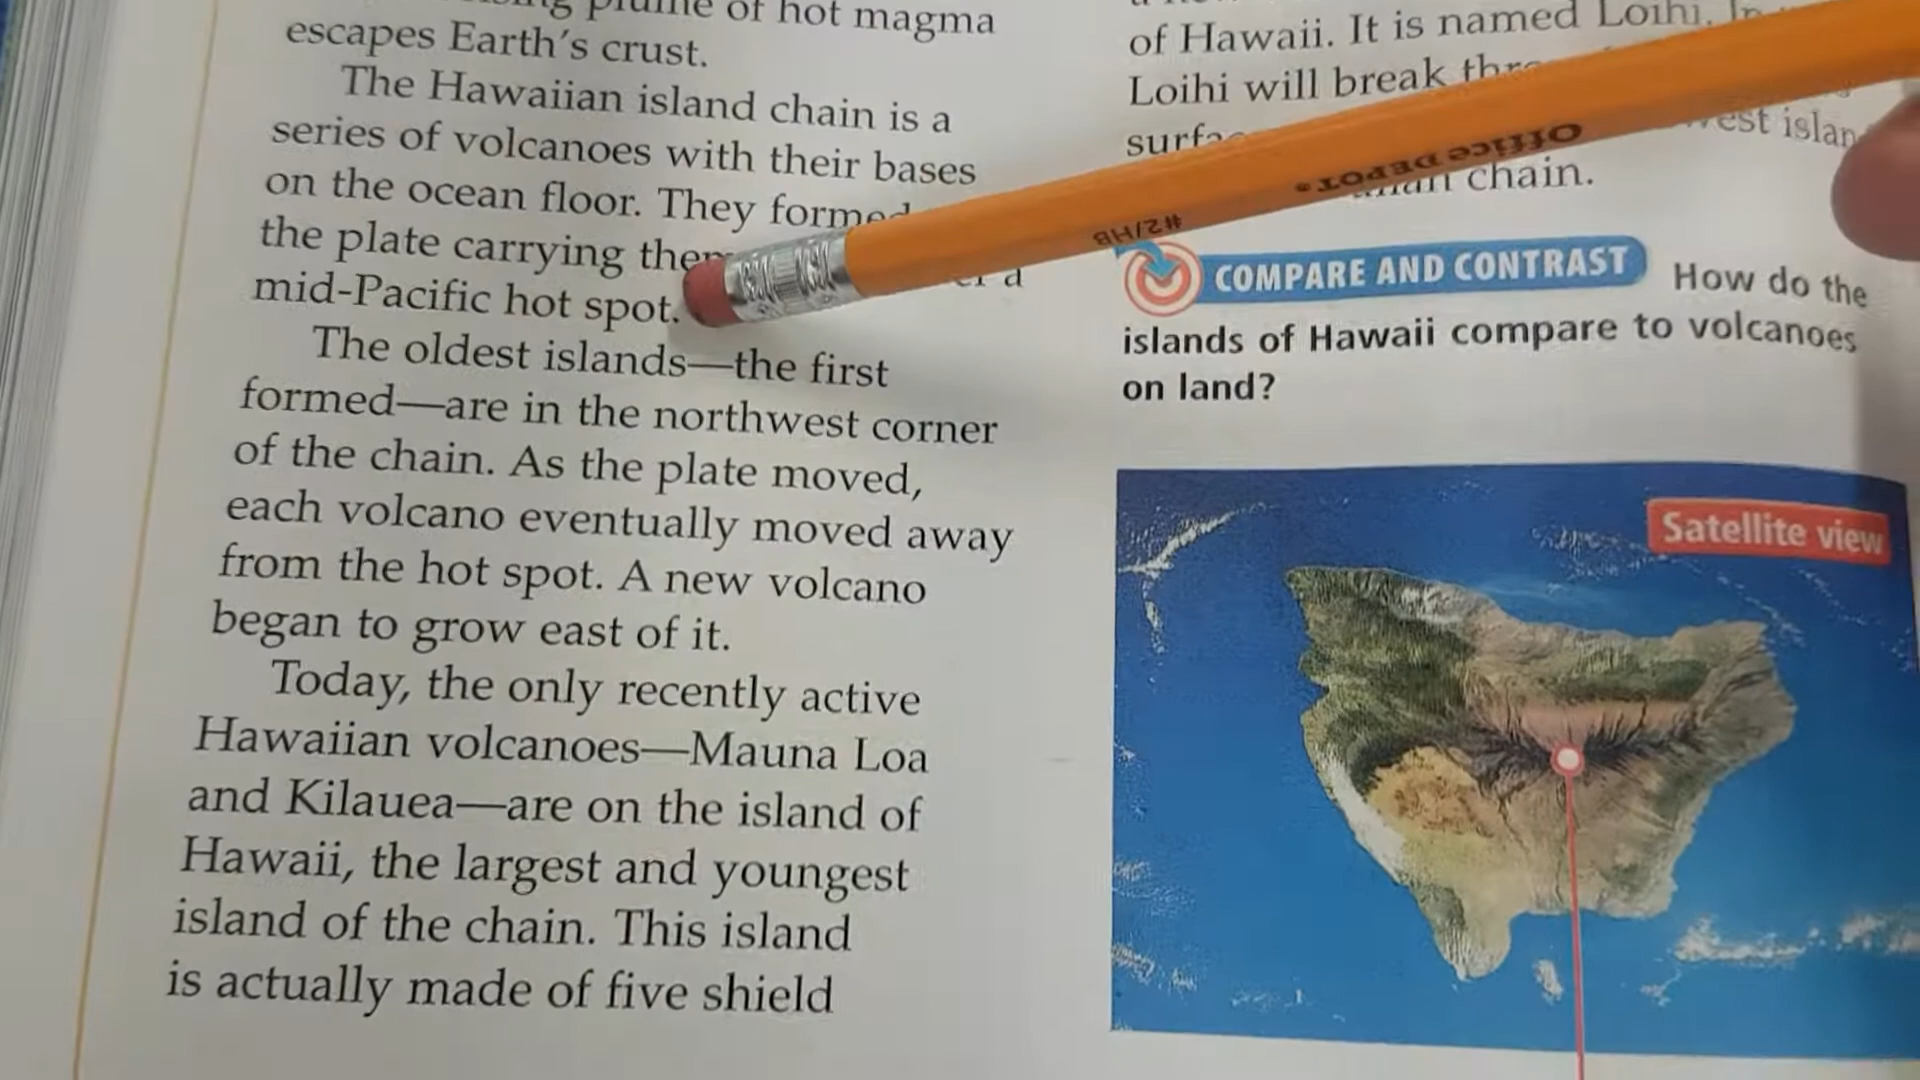 plume of hot magma
escapes Earth's crust.
The Hawaiian island chain is a
series of volcanoes with their bases
on the ocean floor. They formed
the plate carrying a
mid-Pacific hot spot.
The oldest islands—the first
formed—are in the northwest corner
of the chain. As the plate moved,
each volcano eventually moved away
from the hot spot. A new volcano
began to grow east of it.
Today, the only recently active
Hawaiian volcanoes—Mauna Loa
and Kilauea—are on the island of
Hawaii, the largest and youngest
island of the chain. This island
is actually made of five shield
of Hawaii. It is named Loihi. In
Loihi will break
chain.
COMPARE AND CONTRAST How do the
islands of Hawaii compare to volcanoes
on land?
Satellite view
Office DEPOT®
#2/HB